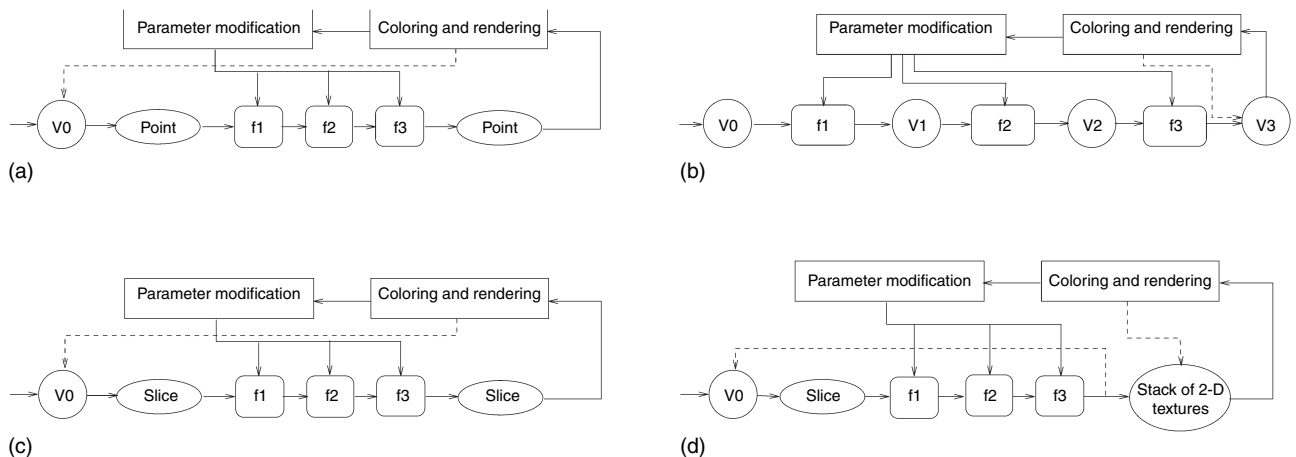 Parameter modification
Coloring and rendering
V0
Point
f1
f2
f3
Point
(a)
Parameter modification
Coloring and rendering
V0
f1
V1
f2
V2
f3
V3
(b)
Parameter modification
Coloring and rendering
V0
Slice
f1
f2
f3
Slice
(c)
Parameter modification
Coloring and rendering
V0
Slice
f1
f2
f3
Stack of 2-D
textures
(d)